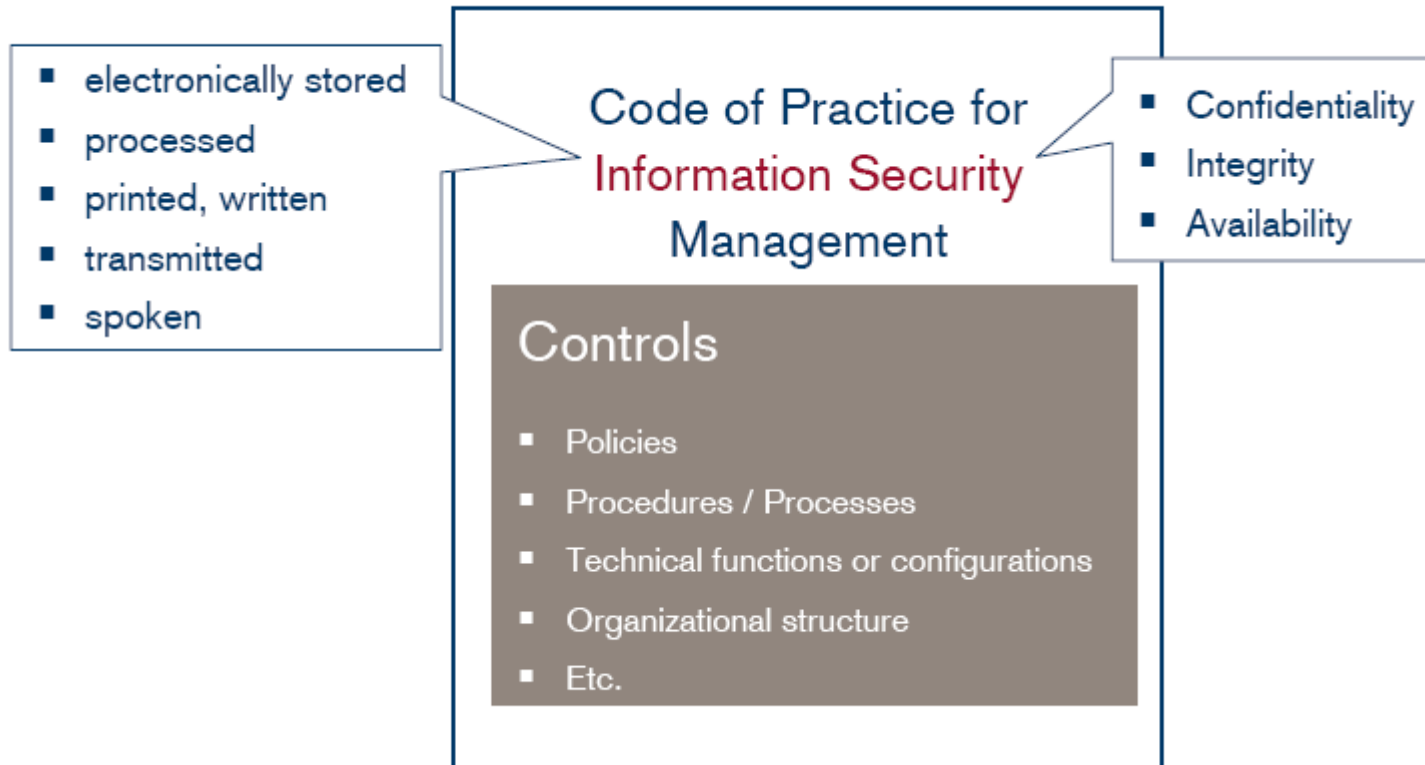 electronically stored
processed
printed, written
transmitted
spoken
Code of Practice for
Information Security
Management
Confidentiality
Integrity
Availability
Controls
Policies
Procedures / Processes
Technical functions or configurations
Organizational structure
Etc.